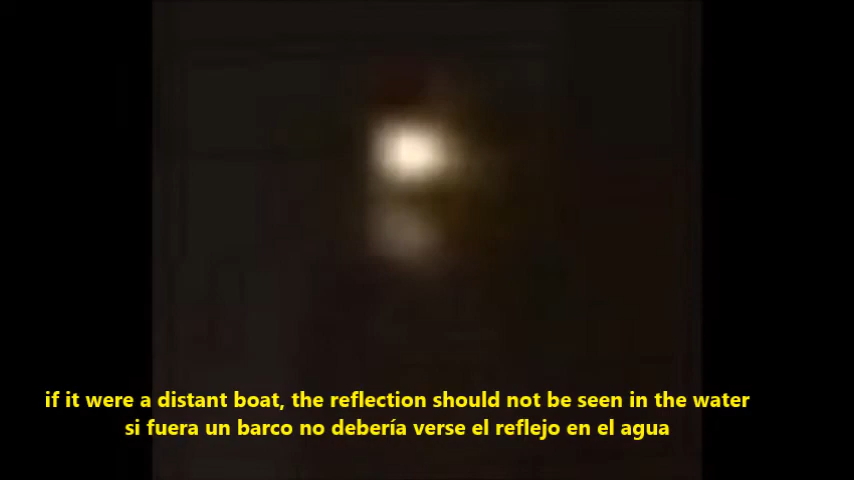 if it were a distant boat, the reflection should not be seen in the water
si fuera un barco no debería verse el reflejo en el agua